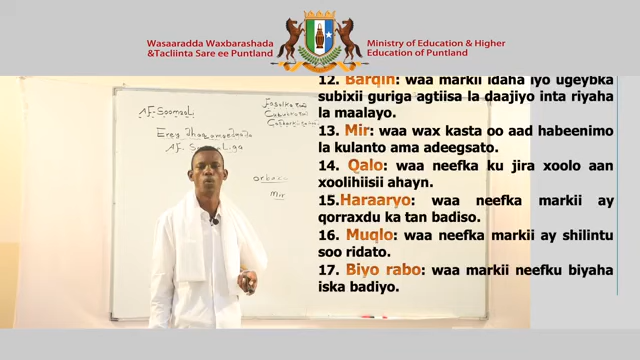 Wasaaradda Waxbarashada
&Tacliinta Sare ee Puntland
Ministry of Education & Higher
Education of Puntland
AF. Soomaali
Fasalka
Erey dhaq
AF. Soomaliga
mir
12. Barqin: waa markii idaha iyo ugeybka
subixii guriga agtiisa la daajiyo inta riyaha
la maalayo.
13. Mir: waa wax kasta oo aad habeenimo
la kulanto ama adeegsato.
14. Qalo: waa neefka ku jira xoolo aan
xoolihiisii ahayn.
15.Haraaryo: waa neefka markii ay
qorraxdu ka tan badiso.
16. Muqlo: waa neefka markii ay shilintu
soo ridato.
17. Biyo rabo: waa markii neefku biyaha
iska badiyo.